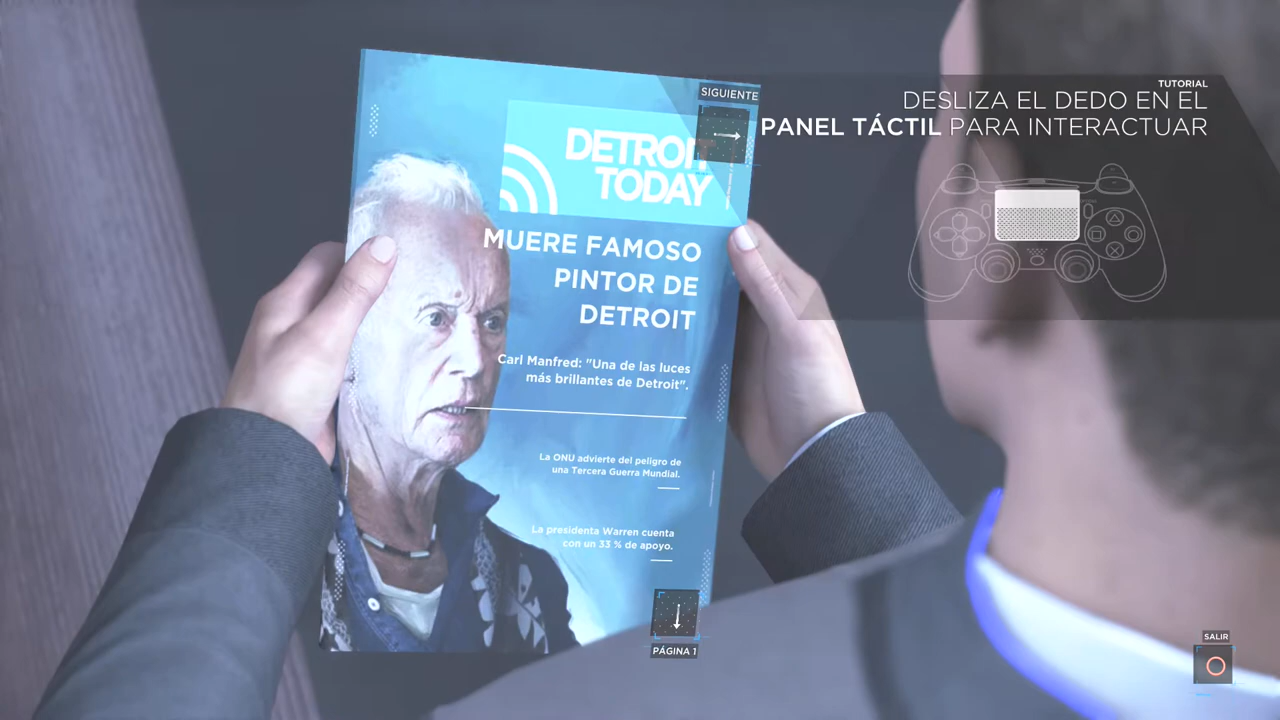 TUTORIAL
DESLIZA EL DEDO EN EL
PANEL TÁCTIL PARA INTERACTUAR
SIGUIENTE
DETROIT
TODAY
MUERE FAMOSO
PINTOR DE
DETROIT
Carl Manfred: "Una de las luces
más brillantes de Detroit".
La ONU advierte del peligro de
una Tercera Guerra Mundial.
La presidenta Warren cuenta
con un 33 % de apoyo.
PÁGINA 1
SALIR